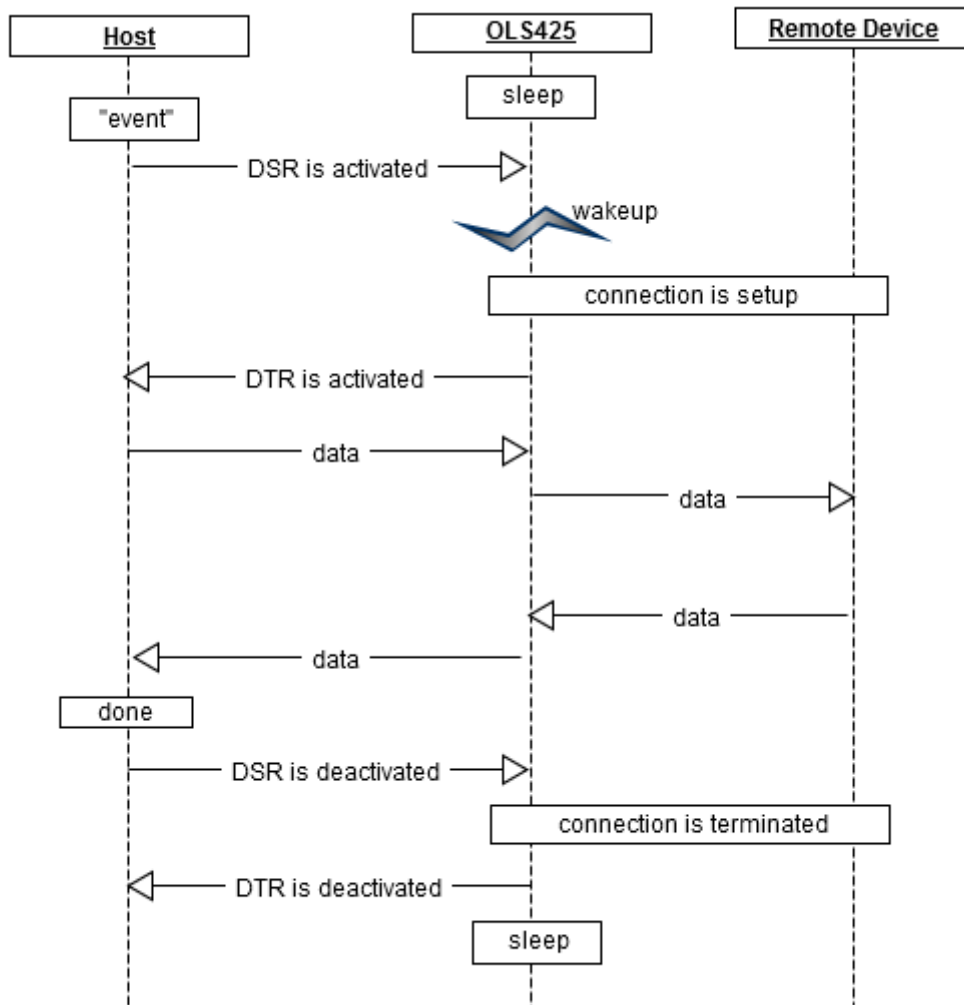 Host
OLS425
Remote Device
sleep
"event"
DSR is activated
wakeup
connection is setup
DTR is activated
data
data
data
data
done
DSR is deactivated
connection is terminated
DTR is deactivated
sleep